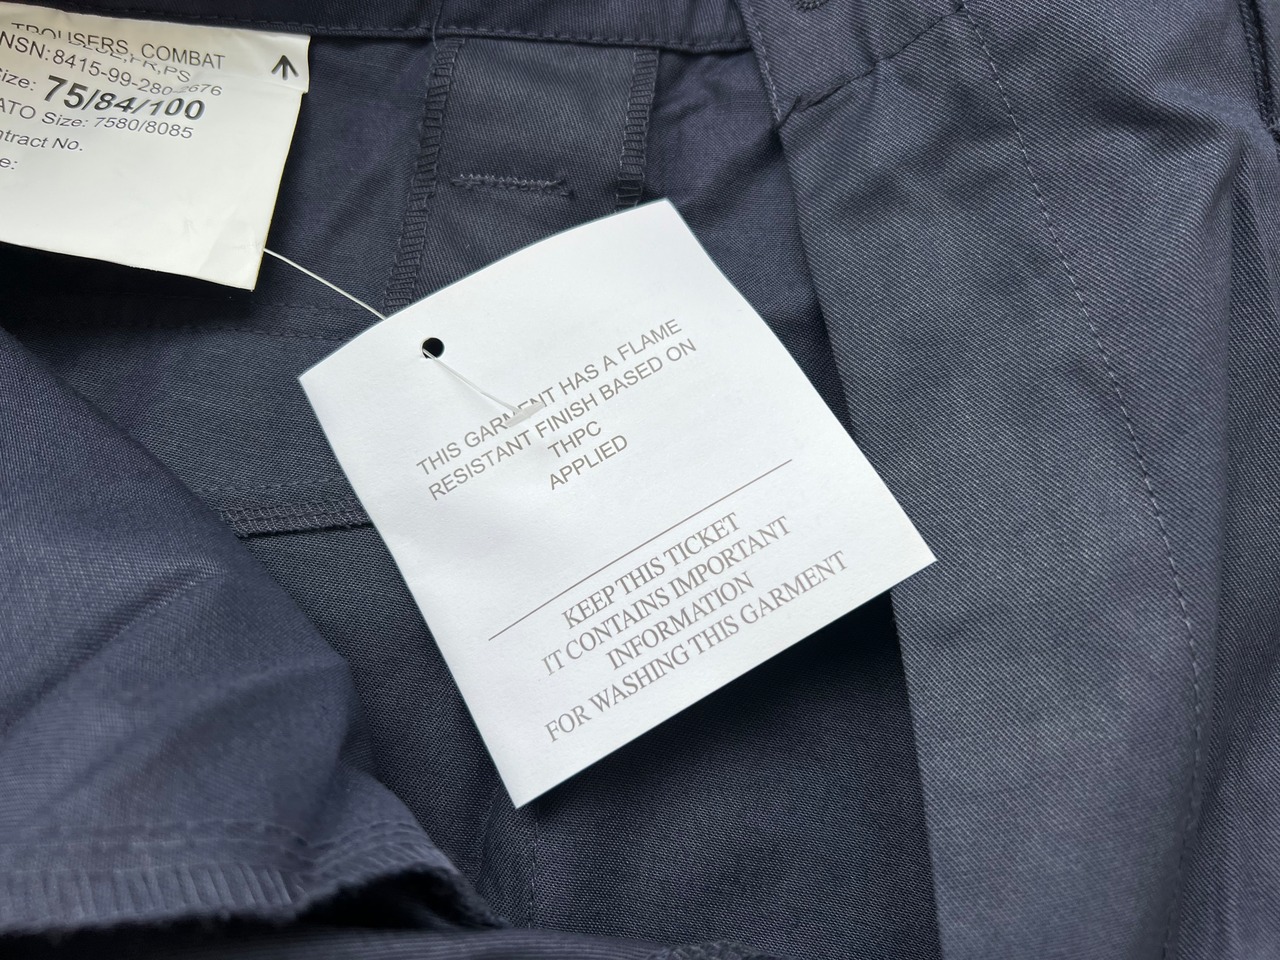 TROUSERS, COMBAT
NSN:8415-99-280-2676
Size: 75/84/100
NATO Size: 7580/8085
Contract No.
THIS GARMENT HAS A FLAME
RESISTANT FINISH BASED ON
THPC
APPLIED
KEEP THIS TICKET
IT CONTAINS IMPORTANT
INFORMATION
FOR WASHING THIS GARMENT